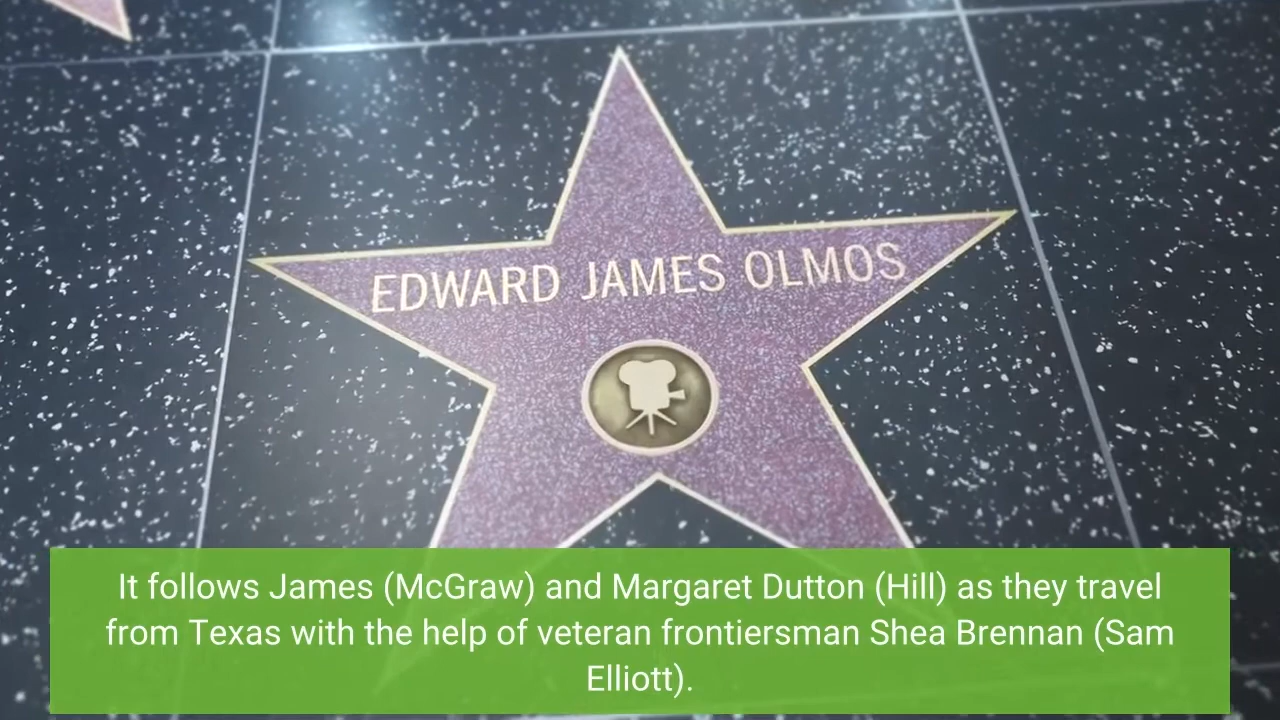 EDWARD JAMES OLMOS
It follows James (McGraw) and Margaret Dutton (Hill) as they travel
from Texas with the help of veteran frontiersman Shea Brennan (Sam
Elliott).